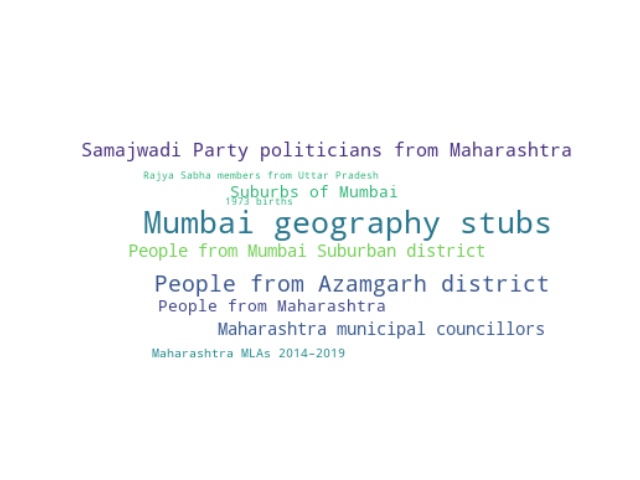 Samajwadi Party politicians from Maharashtra
Rajya Sabha members from Uttar Pradesh
Suburbs of Mumbai
1973 births
Mumbai geography stubs
People from Mumbai Suburban district
People from Azamgarh district
People from Maharashtra
Maharashtra municipal councillors
Maharashtra MLAs 2014–2019